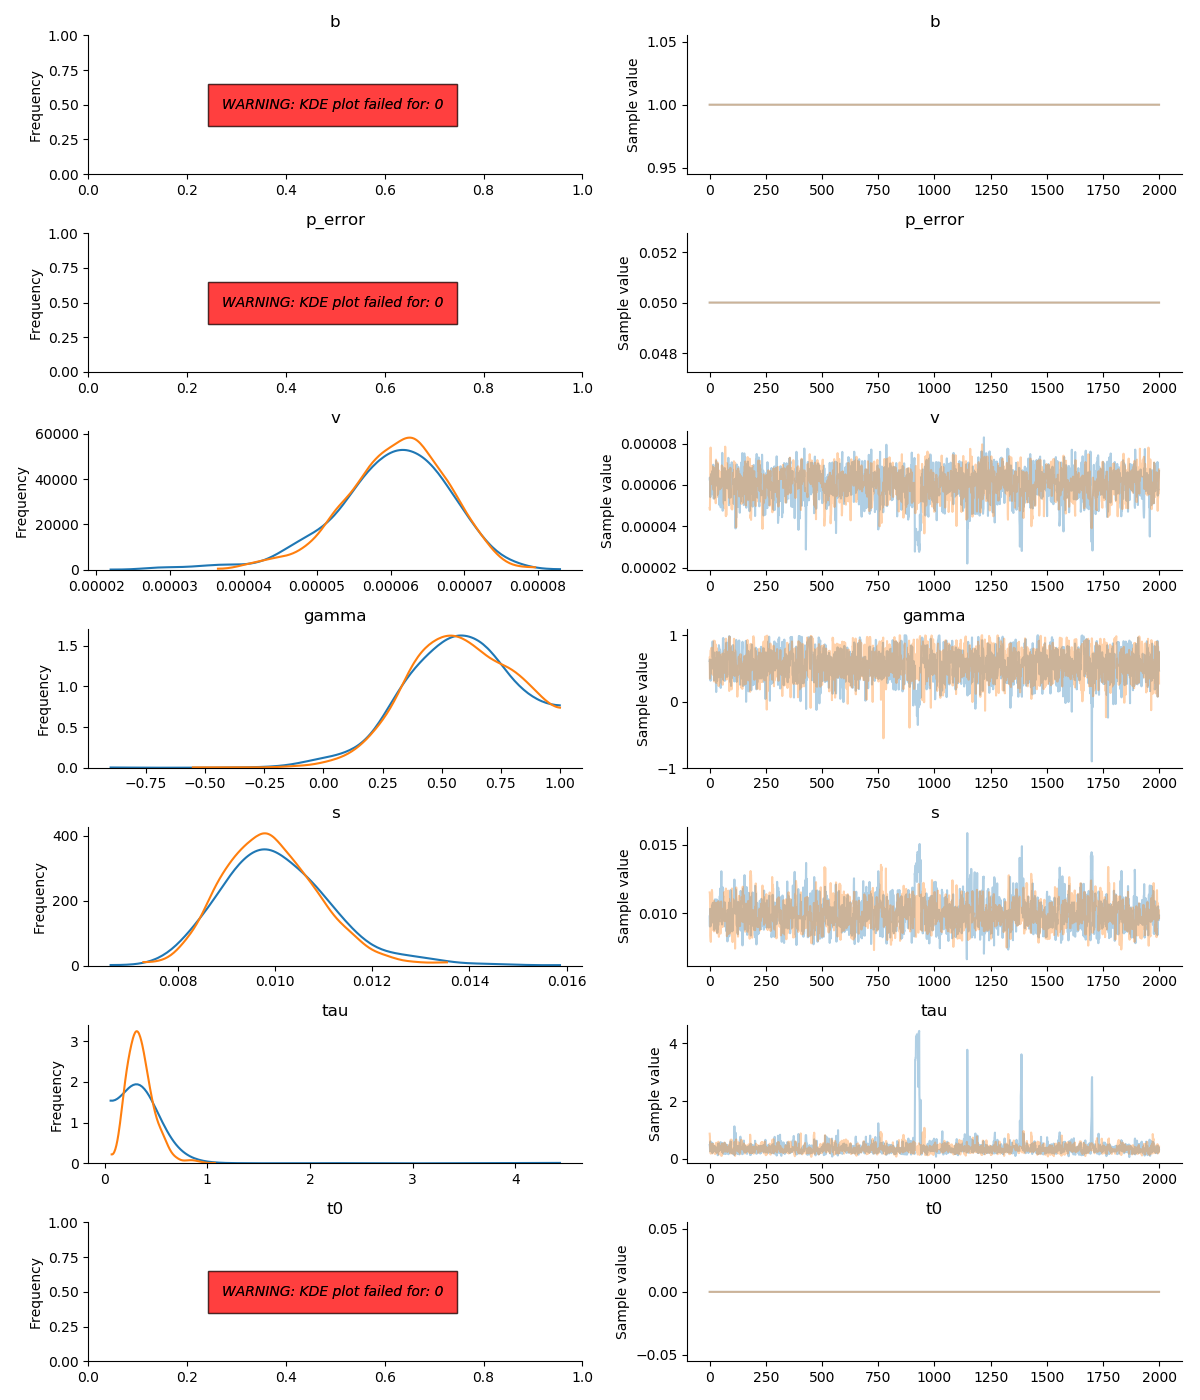 b
1.00
0.75
0.50
0.25
0.00
Frequency
WARNING: KDE plot failed for: 0
0.0 0.2 0.4 0.6 0.8 1.0
b
1.05
1.00
0.95
Sample value
0 250 500 750 1000 1250 1500 1750 2000
p_error
1.00
0.75
0.50
0.25
0.00
Frequency
WARNING: KDE plot failed for: 0
0.0 0.2 0.4 0.6 0.8 1.0
p_error
0.052
0.050
0.048
Sample value
0 250 500 750 1000 1250 1500 1750 2000
v
60000
40000
20000
0
Frequency
0.00002 0.00003 0.00004 0.00005 0.00006 0.00007 0.00008
v
0.00008
0.00006
0.00004
0.00002
Sample value
0 250 500 750 1000 1250 1500 1750 2000
gamma
1.5
1.0
0.5
0.0
Frequency
−0.75 −0.50 −0.25 0.00 0.25 0.50 0.75 1.00
gamma
1
0
−1
Sample value
0 250 500 750 1000 1250 1500 1750 2000
s
400
200
0
Frequency
0.008 0.010 0.012 0.014 0.016
s
0.015
0.010
Sample value
0 250 500 750 1000 1250 1500 1750 2000
tau
3
2
1
0
Frequency
0 1 2 3 4
tau
4
2
0
Sample value
0 250 500 750 1000 1250 1500 1750 2000
t0
1.00
0.75
0.50
0.25
0.00
Frequency
WARNING: KDE plot failed for: 0
0.0 0.2 0.4 0.6 0.8 1.0
t0
0.05
0.00
−0.05
Sample value
0 250 500 750 1000 1250 1500 1750 2000